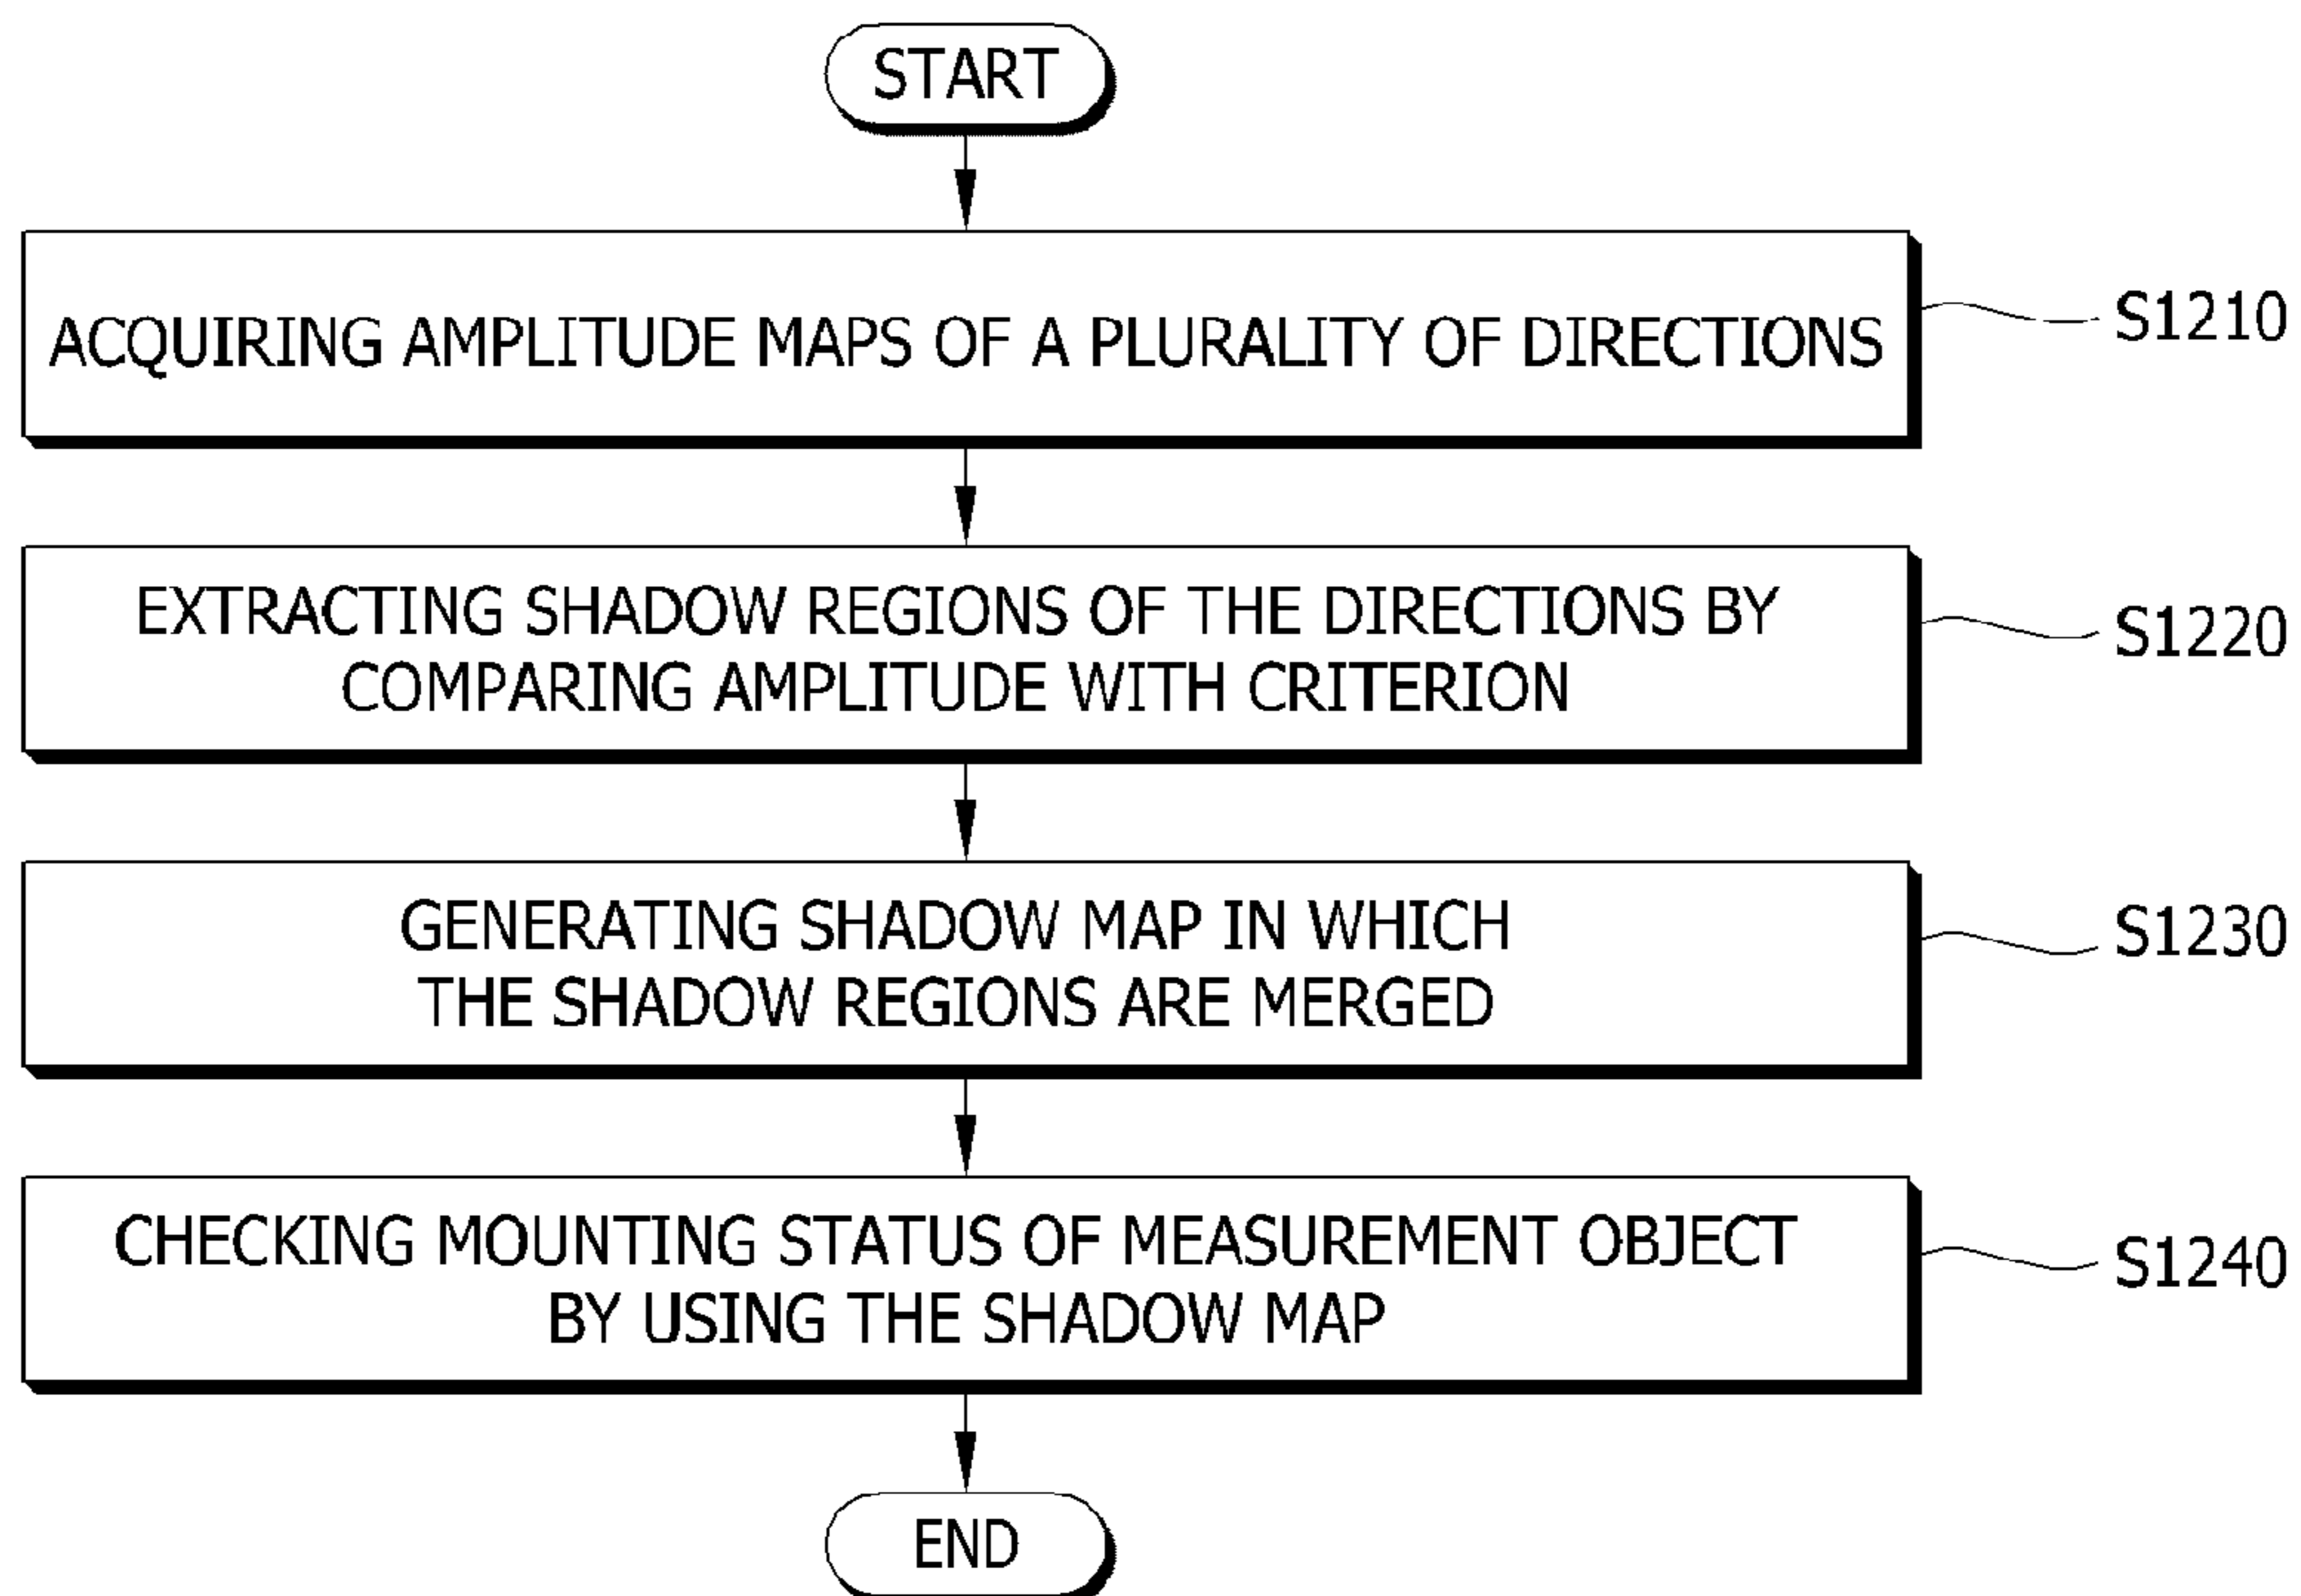 START
ACQUIRING AMPLITUDE MAPS OF A PLURALITY OF DIRECTIONS
S1210
EXTRACTING SHADOW REGIONS OF THE DIRECTIONS BY
COMPARING AMPLITUDE WITH CRITERION
S1220
GENERATING SHADOW MAP IN WHICH
THE SHADOW REGIONS ARE MERGED
S1230
CHECKING MOUNTING STATUS OF MEASUREMENT OBJECT
BY USING THE SHADOW MAP
S1240
END